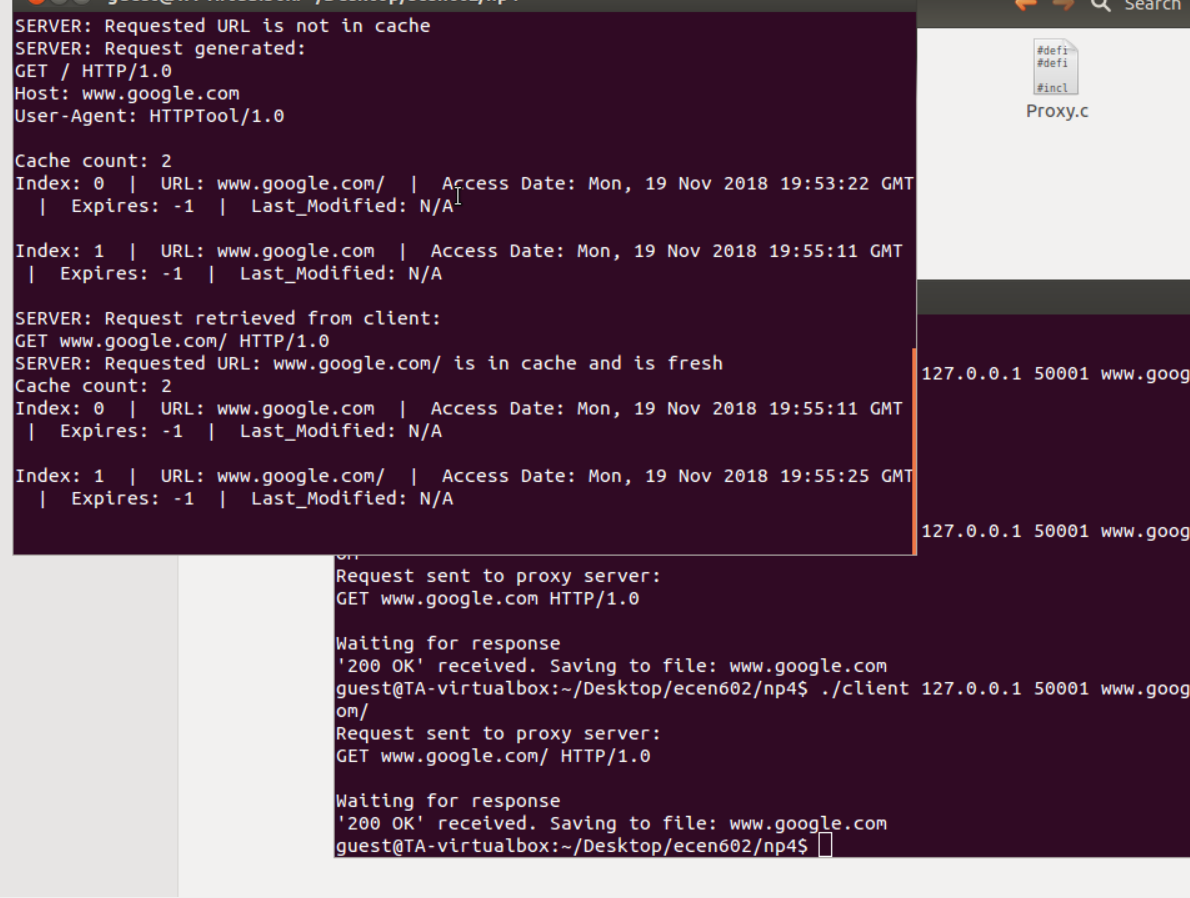 SERVER: Requested URL is not in cache
SERVER: Request generated:
GET / HTTP/1.0
Host: www.google.com
User-Agent: HTTPTool/1.0
Cache count: 2
Index: 0 | URL: www.google.com/ | Access Date: Mon, 19 Nov 2018 19:53:22 GMT
| Expires: -1 | Last_Modified: N/A
Index: 1 | URL: www.google.com | Access Date: Mon, 19 Nov 2018 19:55:11 GMT
| Expires: -1 | Last_Modified: N/A
SERVER: Request retrieved from client:
GET www.google.com/ HTTP/1.0
SERVER: Requested URL: www.google.com/ is in cache and is fresh
Cache count: 2
Index: 0 | URL: www.google.com | Access Date: Mon, 19 Nov 2018 19:55:11 GMT
| Expires: -1 | Last_Modified: N/A
Index: 1 | URL: www.google.com/ | Access Date: Mon, 19 Nov 2018 19:55:25 GMT
| Expires: -1 | Last_Modified: N/A
Search
#defi
#defi
#incl
Proxy.c
127.0.0.1 50001 www.goog
127.0.0.1 50001 www.goog
Request sent to proxy server:
GET www.google.com HTTP/1.0
Waiting for response
'200 OK' received. Saving to file: www.google.com
guest@TA-virtualbox:~/Desktop/ecen602/np4$ ./client 127.0.0.1 50001 www.goog
om/
Request sent to proxy server:
GET www.google.com/ HTTP/1.0
Waiting for response
'200 OK' received. Saving to file: www.google.com
guest@TA-virtualbox:~/Desktop/ecen602/np4$